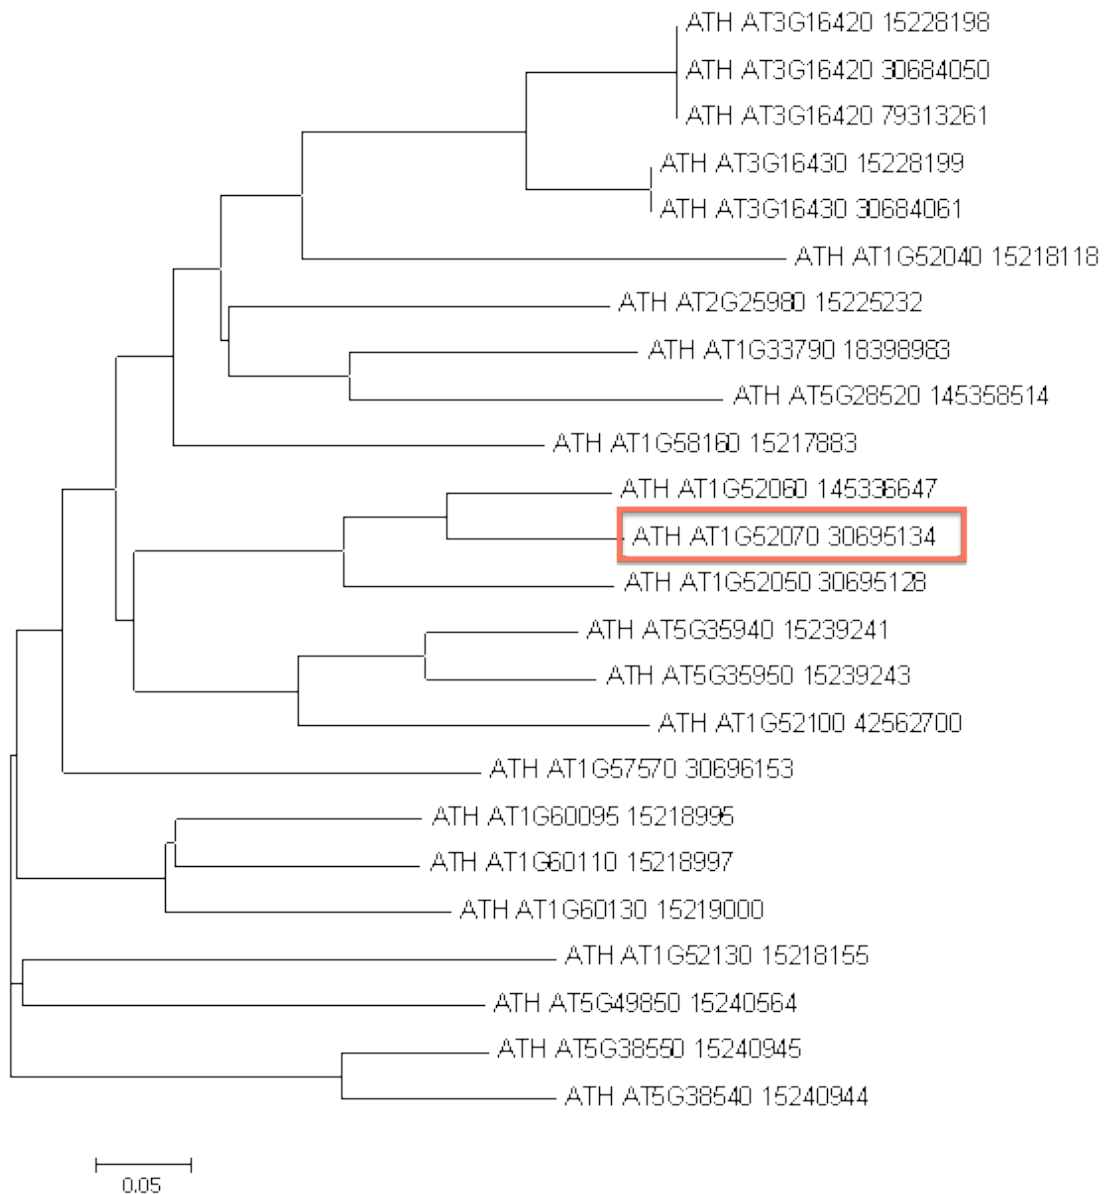 ATH AT3G16420 15228198
ATH AT3G16420 30684050
ATH AT3G16420 79313261
ATH AT3G16430 15228199
ATH AT3G16430 30684061
ATH AT1G52040 15218118
ATH AT2G25980 15225232
ATH AT1G33790 18398983
ATH AT5G28520 145358514
ATH AT1G58160 15217883
ATH AT1G52060 145336647
ATH AT1G52070 30695134
ATH AT1G52050 30695128
ATH AT5G35940 15239241
ATH AT5G35950 15239243
ATH AT1G52100 42562700
ATH AT1G57570 30696153
ATH AT1G60095 15218995
ATH AT1G60110 15218997
ATH AT1G60130 15219000
ATH AT1G52130 15218155
ATH AT5G49850 15240564
ATH AT5G38550 15240945
ATH AT5G38540 15240944
0.05